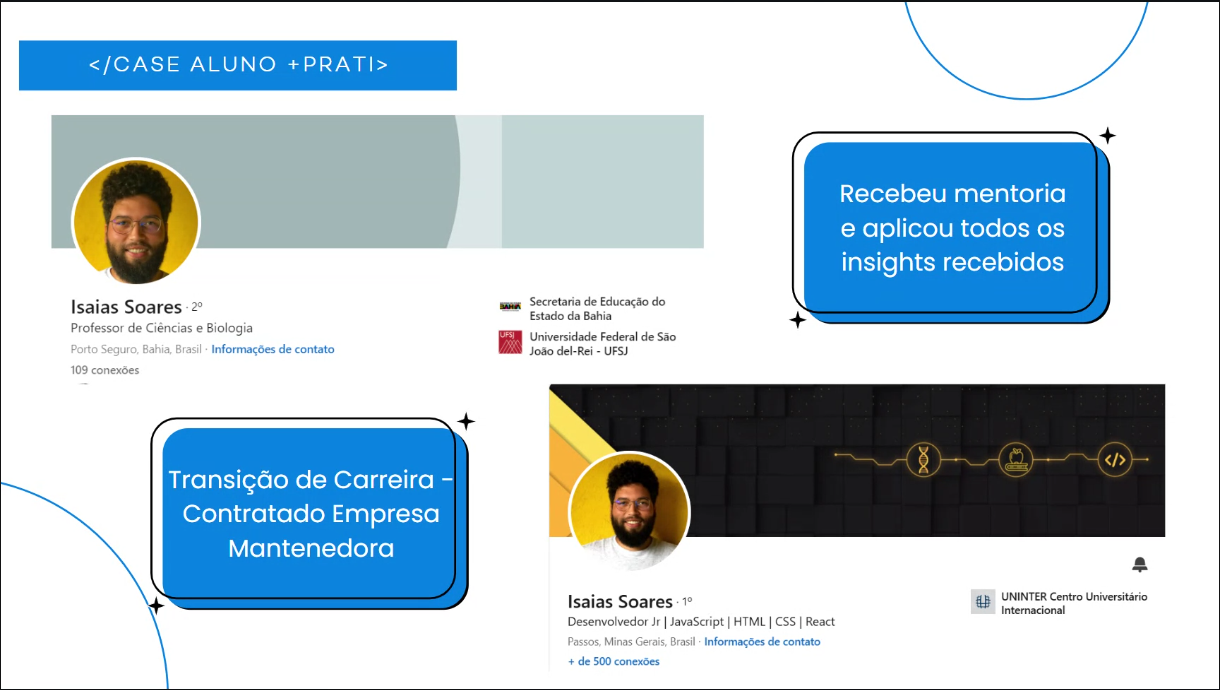 </CASE ALUNO +PRATI>
Recebeu mentoria
e aplicou todos os
insights recebidos
Isaias Soares · 2º
Professor de Ciências e Biologia
Porto Seguro, Bahia, Brasil · Informações de contato
109 conexões
BAHIA
Secretaria de Educação do
Estado da Bahia
UFSJ
Universidade Federal de São
João del-Rei - UFSJ
Transição de Carreira -
Contratado Empresa
Mantenedora
</>
Isaias Soares · 1º
Desenvolvedor Jr | JavaScript | HTML | CSS | React
Passos, Minas Gerais, Brasil · Informações de contato
+ de 500 conexões
UNINTER Centro Universitário
Internacional